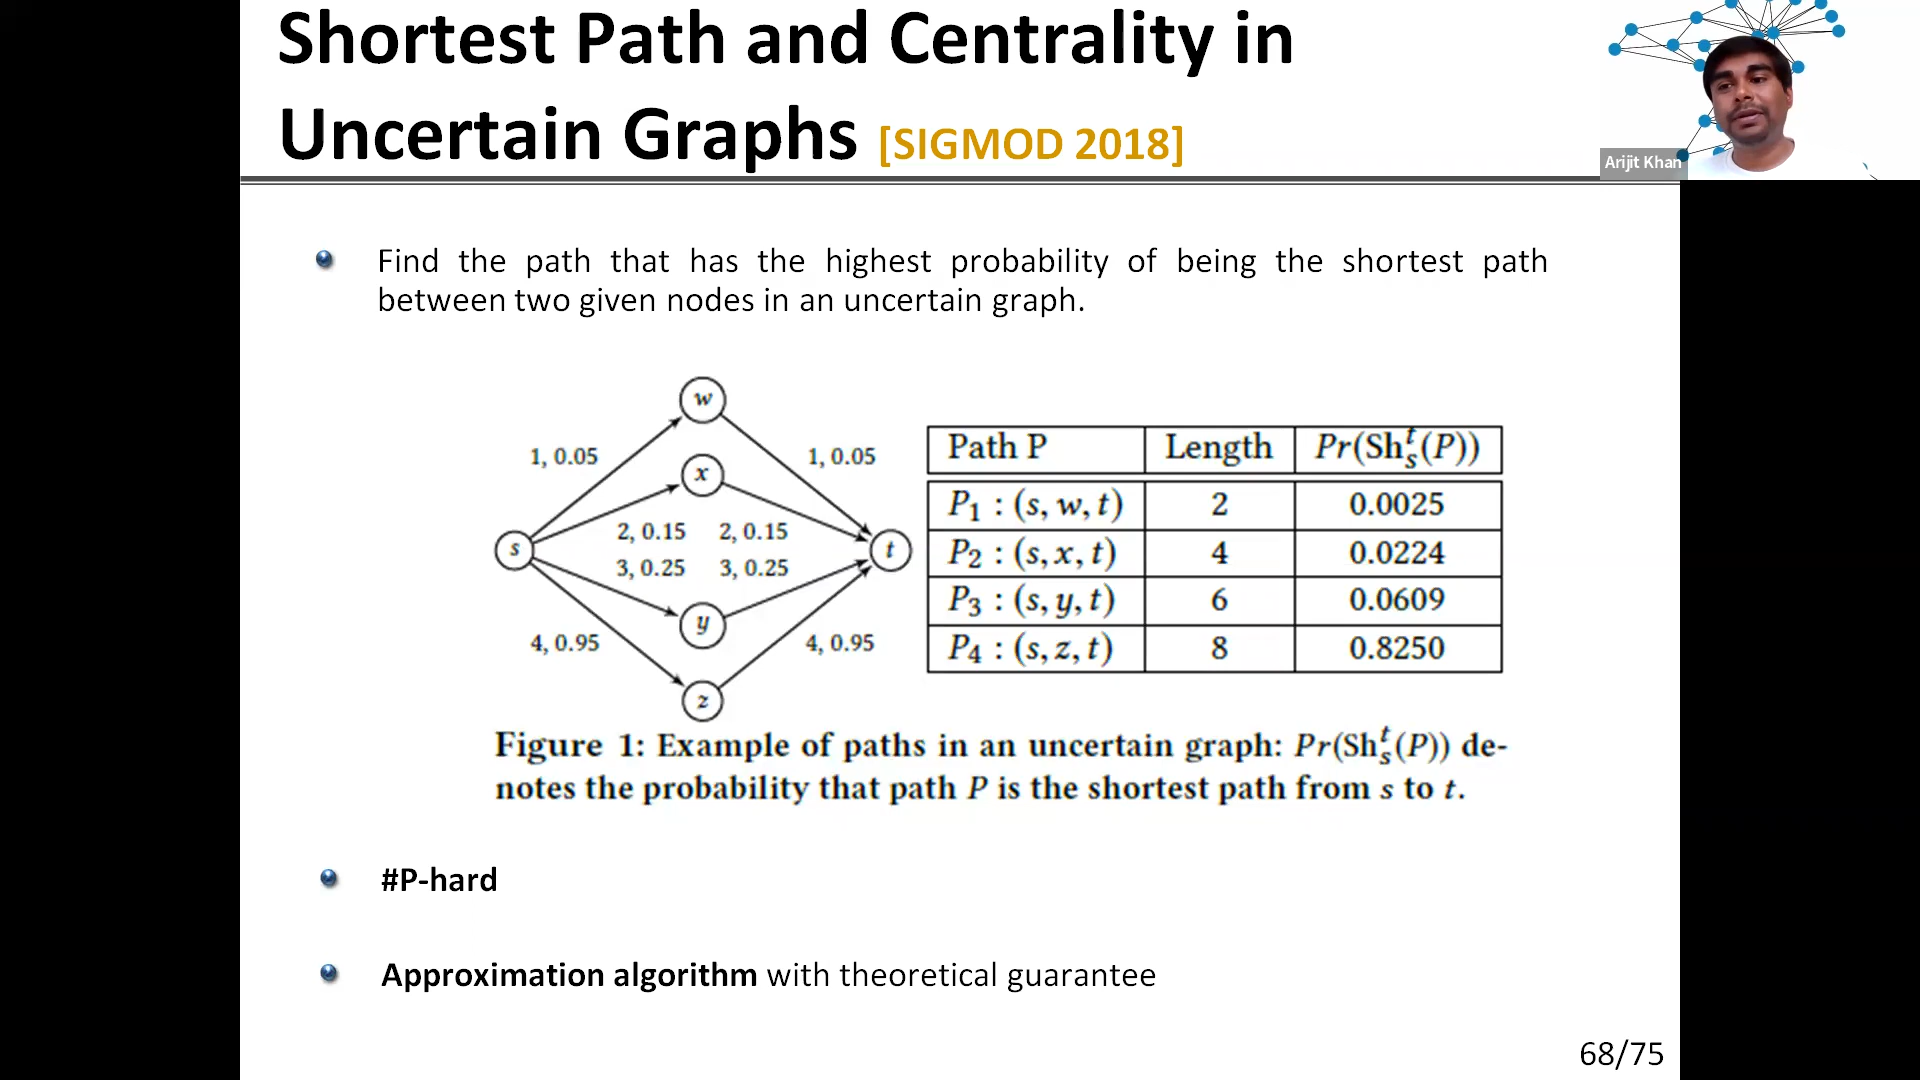 Shortest Path and Centrality in
Uncertain Graphs [SIGMOD 2018]
Arijit Khan
Find the path that has the highest probability of being the shortest path
between two given nodes in an uncertain graph.
w
1, 0.05 1, 0.05
x
2, 0.15 2, 0.15
s t
3, 0.25 3, 0.25
y
4, 0.95 4, 0.95
z
Path P Length Pr(Shₛᵗ(P))
P₁ : (s, w, t) 2 0.0025
P₂ : (s, x, t) 4 0.0224
P₃ : (s, y, t) 6 0.0609
P₄ : (s, z, t) 8 0.8250
Figure 1: Example of paths in an uncertain graph: Pr(Shₛᵗ(P)) de-
notes the probability that path P is the shortest path from s to t.
#P-hard
Approximation algorithm with theoretical guarantee
68/75